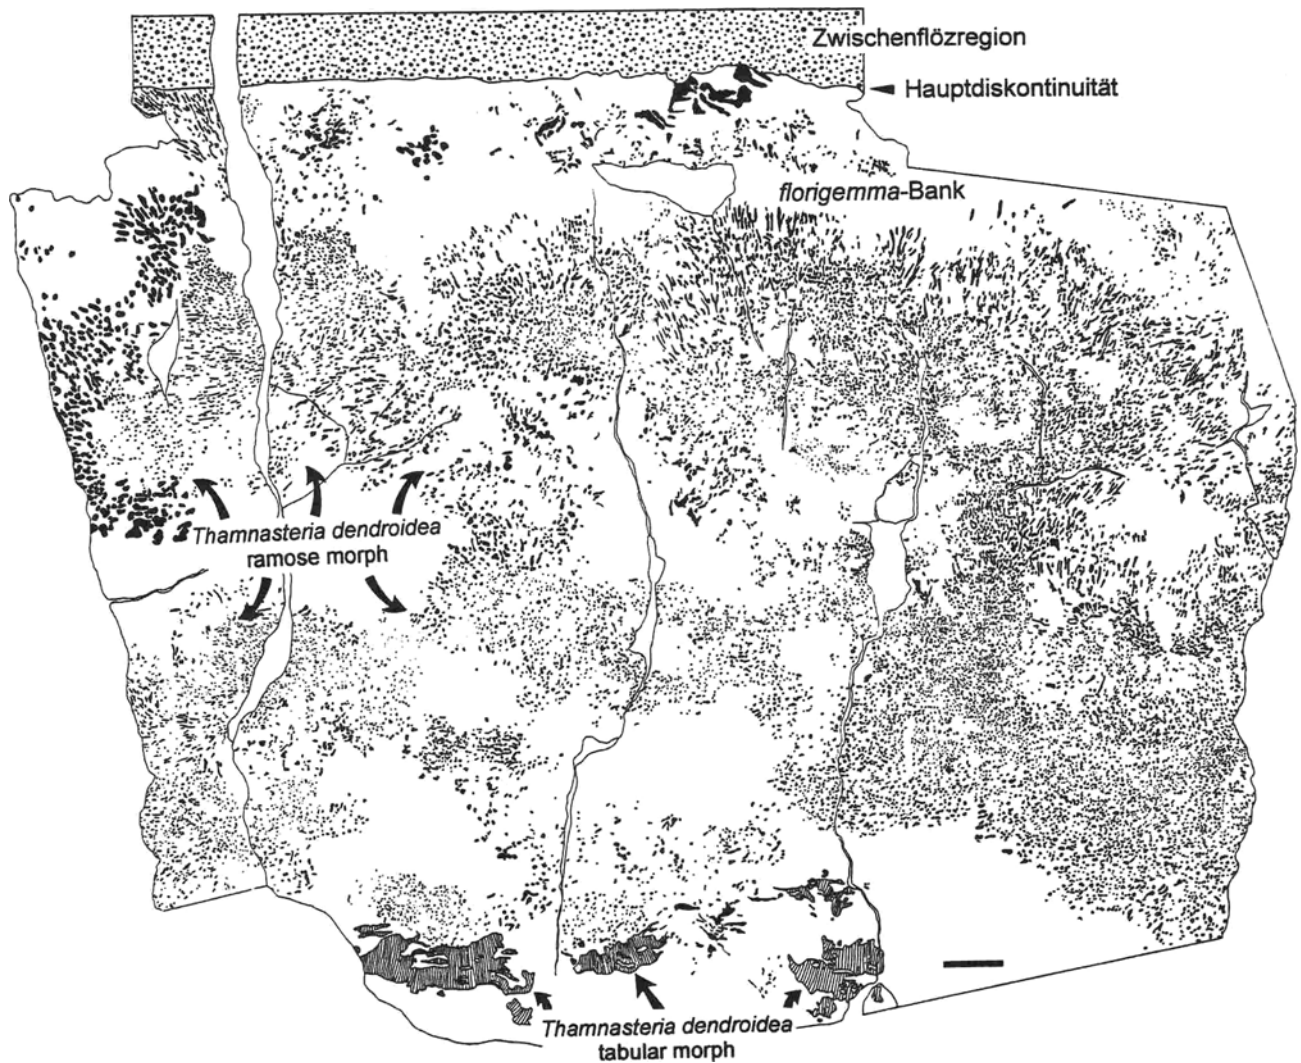 Zwischenflözregion
Hauptdiskontinuität
florigemma-Bank
Thamnasteria dendroidea
ramose morph
Thamnasteria dendroidea
tabular morph